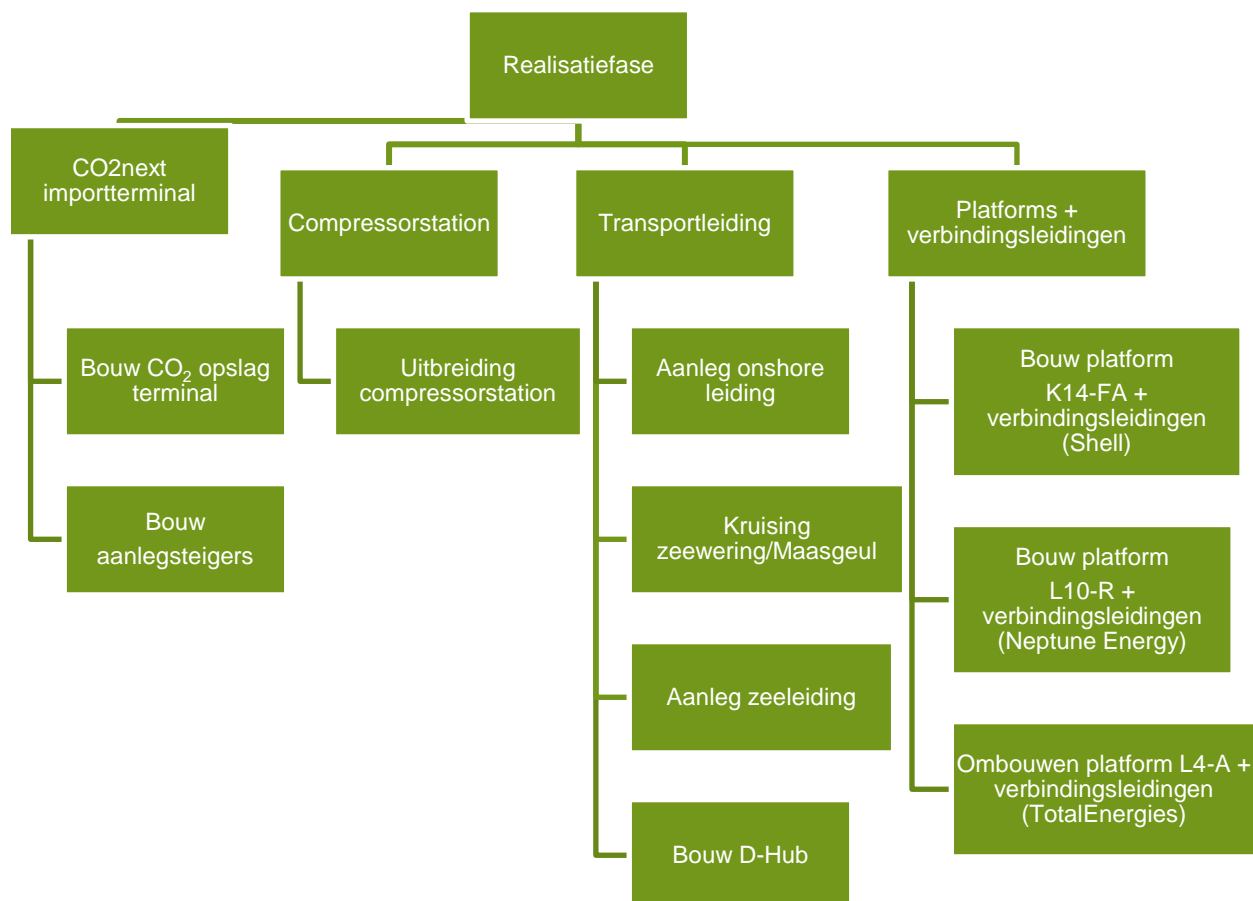 Realisatiefase
CO2next
importterminal
Compressorstation
Transportleiding
Platforms +
verbindingsleidingen
Bouw CO₂ opslag
terminal
Bouw
aanlegsteigers
Uitbreiding
compressorstation
Aanleg onshore
leiding
Kruising
zeewering/Maasgeul
Aanleg zeeleiding
Bouw D-Hub
Bouw platform
K14-FA +
verbindingsleidingen
(Shell)
Bouw platform
L10-R +
verbindingsleidingen
(Neptune Energy)
Ombouwen platform L4-A +
verbindingsleidingen
(TotalEnergies)